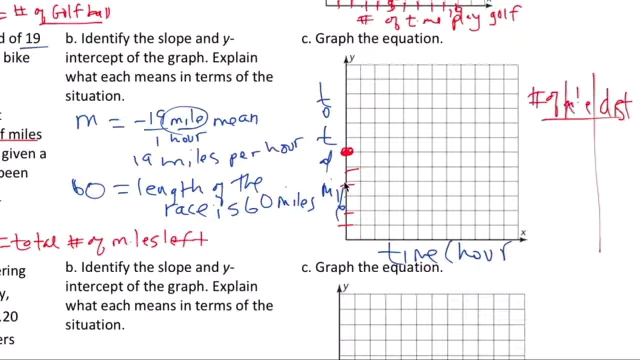 = # of Golf ball
# of time play golf
d of 19
bike
b. Identify the slope and y-
intercept of the graph. Explain
what each means in terms of the
situation.
c. Graph the equation.
y
m = -19 mile mean
1 hour
19 miles per hour
60 = length of the
race is 60 miles
of miles
given a
been
# of
dist
x
time (hour
= total # of miles left
ering
y,
.20
ers
b. Identify the slope and y-
intercept of the graph. Explain
what each means in terms of the
situation.
c. Graph the equation.
y